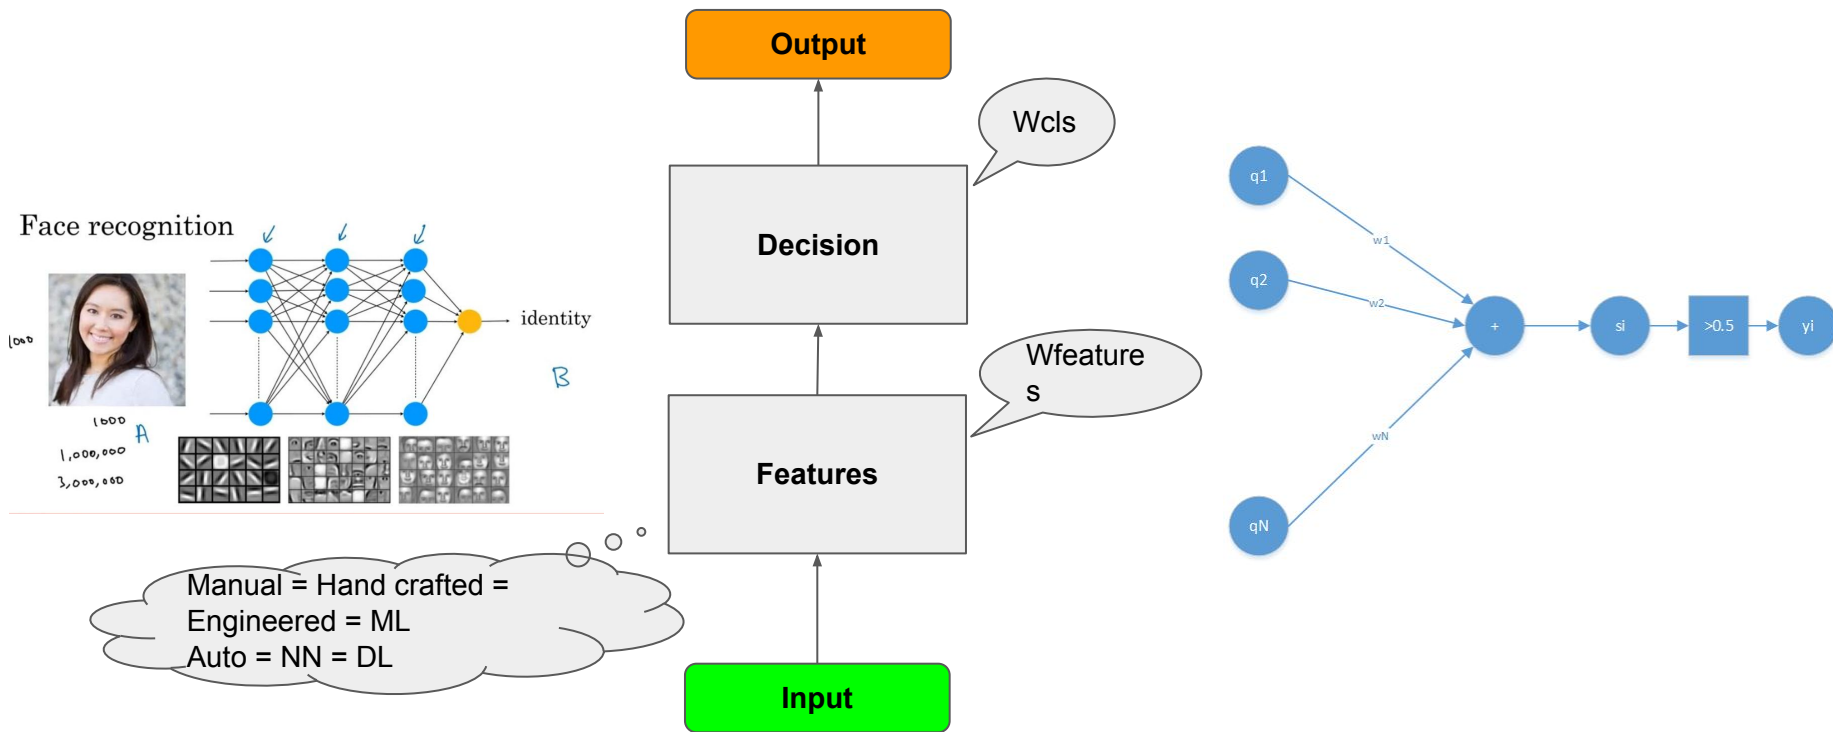 Output
Wcls
Decision
Wfeature
s
Features
Input
Face recognition
1000
identity
B
1000
A
1,000,000
3,000,000
Manual = Hand crafted =
Engineered = ML
Auto = NN = DL
q1
w1
q2
w2
+
si
>0.5
yi
wN
qN